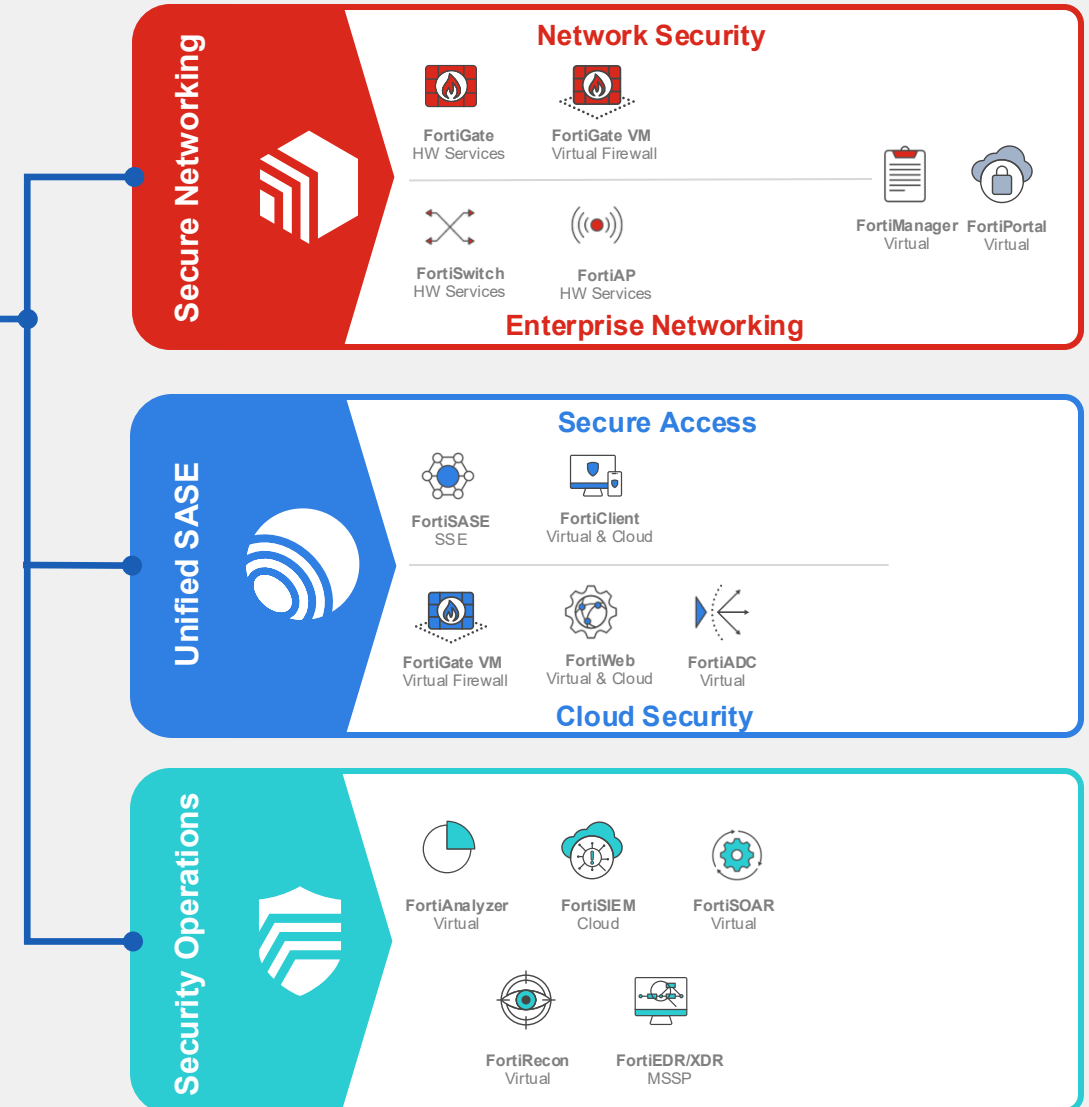 Secure Networking
Network Security
FortiGate
HW Services
FortiGate VM
Virtual Firewall
FortiManager
Virtual
FortiPortal
Virtual
FortiSwitch
HW Services
FortiAP
HW Services
Enterprise Networking
Unified SASE
Secure Access
FortiSASE
SSE
FortiClient
Virtual & Cloud
FortiGate VM
Virtual Firewall
FortiWeb
Virtual & Cloud
FortiADC
Virtual
Cloud Security
Security Operations
FortiAnalyzer
Virtual
FortiSIEM
Cloud
FortiSOAR
Virtual
FortiRecon
Virtual
FortiEDR/XDR
MSSP